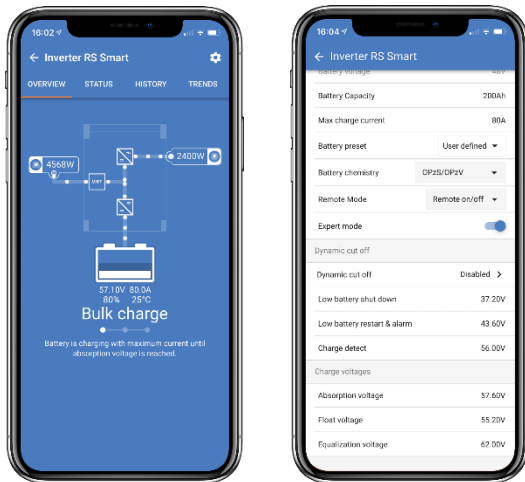 16:02
Inverter RS Smart
OVERVIEW STATUS HISTORY TRENDS
4568W
2400W
MPPT
57.10V 80.0A
80% 25°C
Bulk charge
Battery is charging with maximum current until
absorption voltage is reached.
16:04
Inverter RS Smart
Battery voltage 48V
Battery Capacity 200Ah
Max charge current 80A
Battery preset User defined
Battery chemistry OPzS/OPzV
Remote Mode Remote on/off
Expert mode
Dynamic cut off
Dynamic cut off Disabled
Low battery shut down 37.20V
Low battery restart & alarm 43.60V
Charge detect 56.00V
Charge voltages
Absorption voltage 57.60V
Float voltage 55.20V
Equalization voltage 62.00V